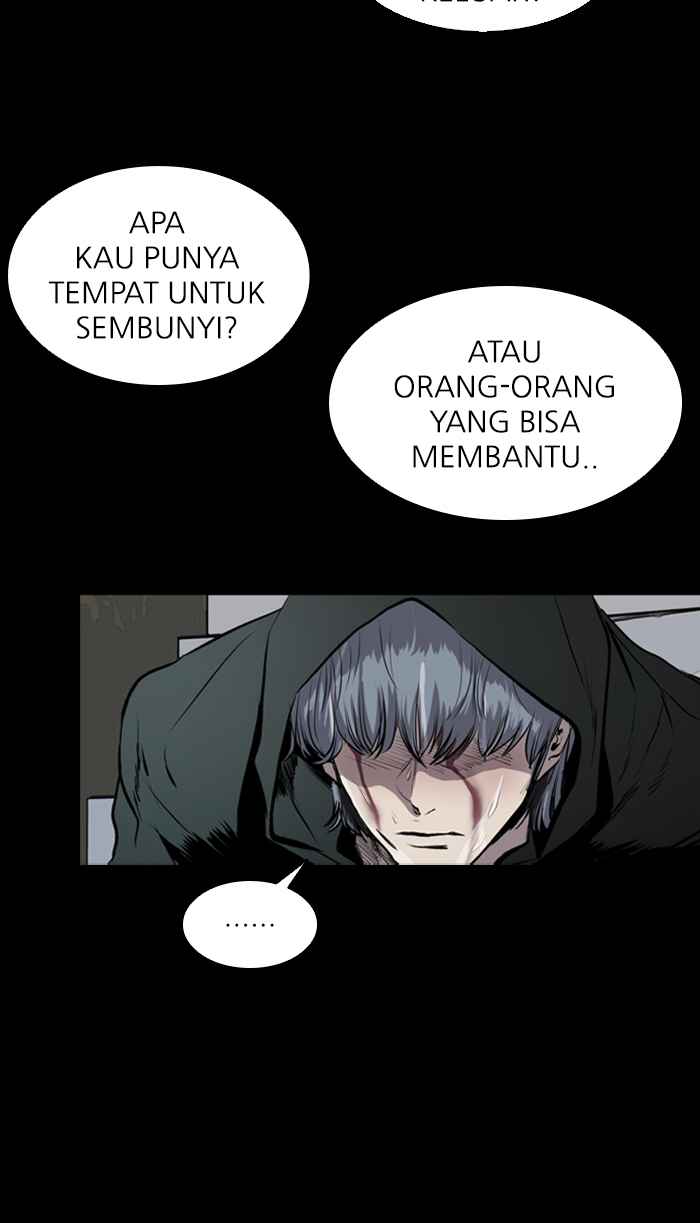 APA
KAU PUNYA
TEMPAT UNTUK
SEMBUNYI?
ATAU
ORANG-ORANG
YANG BISA
MEMBANTU..
......